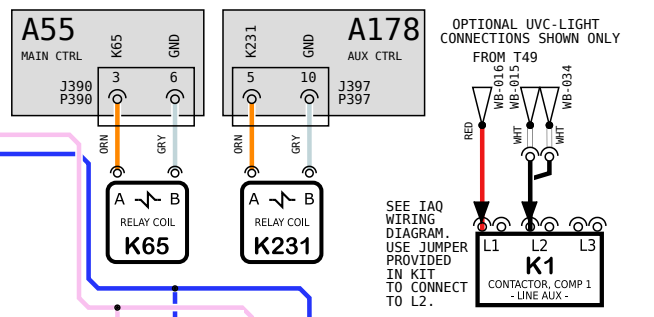 A55
MAIN CTRL
K65
GND
3
6
J390
P390
ORN
GRY
A
B
RELAY COIL
K65
K231
GND
A178
AUX CTRL
5
10
J397
P397
ORN
GRY
A
B
RELAY COIL
K231
OPTIONAL UVC-LIGHT
CONNECTIONS SHOWN ONLY
FROM T49
WB-016
WB-015
WB-034
RED
WHT
WHT
SEE IAQ
WIRING
DIAGRAM.
USE JUMPER
PROVIDED
IN KIT
TO CONNECT
TO L2.
L1
L2
L3
K1
CONTACTOR, COMP 1
- LINE AUX -